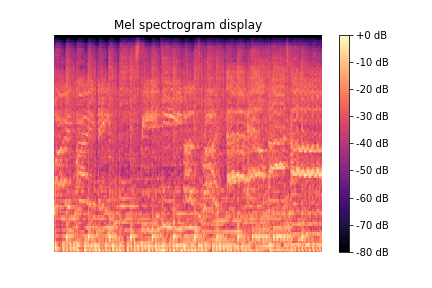 Mel spectrogram display
+0 dB
-10 dB
-20 dB
-30 dB
-40 dB
-50 dB
-60 dB
-70 dB
-80 dB